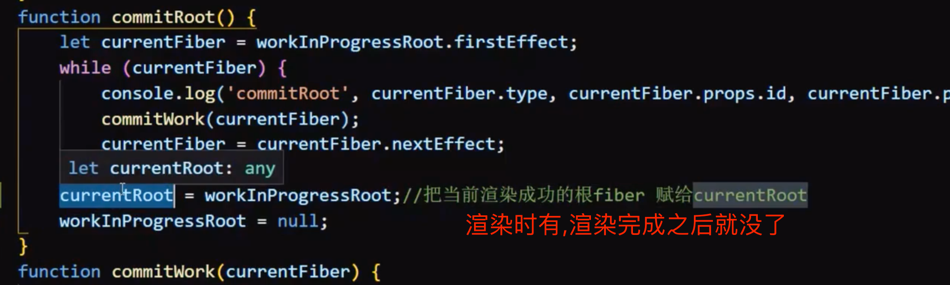 function commitRoot() {
let currentFiber = workInProgressRoot.firstEffect;
while (currentFiber) {
console.log('commitRoot', currentFiber.type, currentFiber.props.id, currentFiber.p
commitWork(currentFiber);
currentFiber = currentFiber.nextEffect;
let currentRoot: any
currentRoot = workInProgressRoot;//把当前渲染成功的根fiber 赋给currentRoot
workInProgressRoot = null;
渲染时有,渲染完成之后就没了
}
function commitWork(currentFiber) {